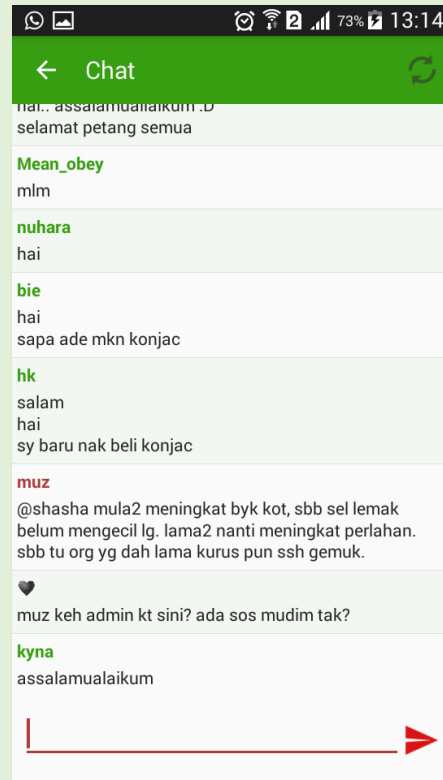 2 73% 13:14
Chat
hai.. assalamualaikum :D
selamat petang semua
Mean_obey
mlm
nuhara
hai
bie
hai
sapa ade mkn konjac
hk
salam
hai
sy baru nak beli konjac
muz
@shasha mula2 meningkat byk kot, sbb sel lemak
belum mengecil lg. lama2 nanti meningkat perlahan.
sbb tu org yg dah lama kurus pun ssh gemuk.
muz keh admin kt sini? ada sos mudim tak?
kyna
assalamualaikum